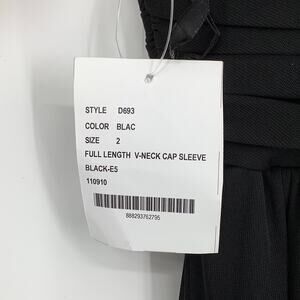 STYLE D693
COLOR BLAC
SIZE 2
FULL LENGTH V-NECK CAP SLEEVE
BLACK-E5
110910
888293762795